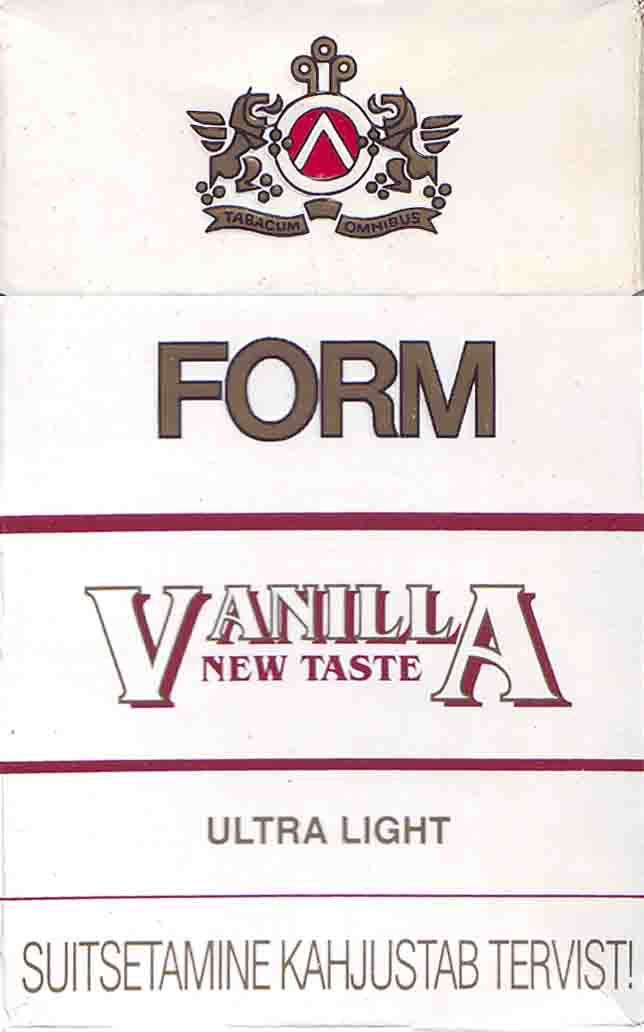 TABACUM OMNIBUS
FORM
VANILLA
NEW TASTE
ULTRA LIGHT
SUITSETAMINE KAHJUSTAB TERVIST!